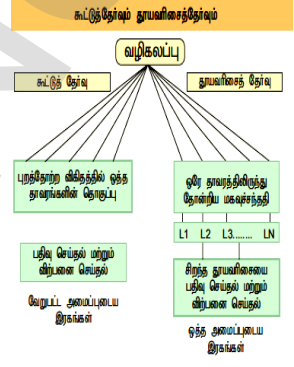 கூட்டுத்தேர்வும் தூயவரிசைத்தேர்வும்
வழிகலப்பு
கூட்டுத் தேர்வு
தூயவரிசைத் தேர்வு
புறத்தோற்ற விகிதத்தில் ஒத்த
தாவரங்களின் தொகுப்பு
ஒரே தாவரத்திலிருந்து
தோன்றிய மகவுச்சந்ததி
L1 L2 L3........ LN
பதிவு செய்தல் மற்றும்
விற்பனை செய்தல்
வேறுபட்ட அமைப்புடைய
இரகங்கள்
சிறந்த தூயவரிசையை
பதிவு செய்தல் மற்றும்
விற்பனை செய்தல்
ஒத்த அமைப்புடைய
இரகங்கள்